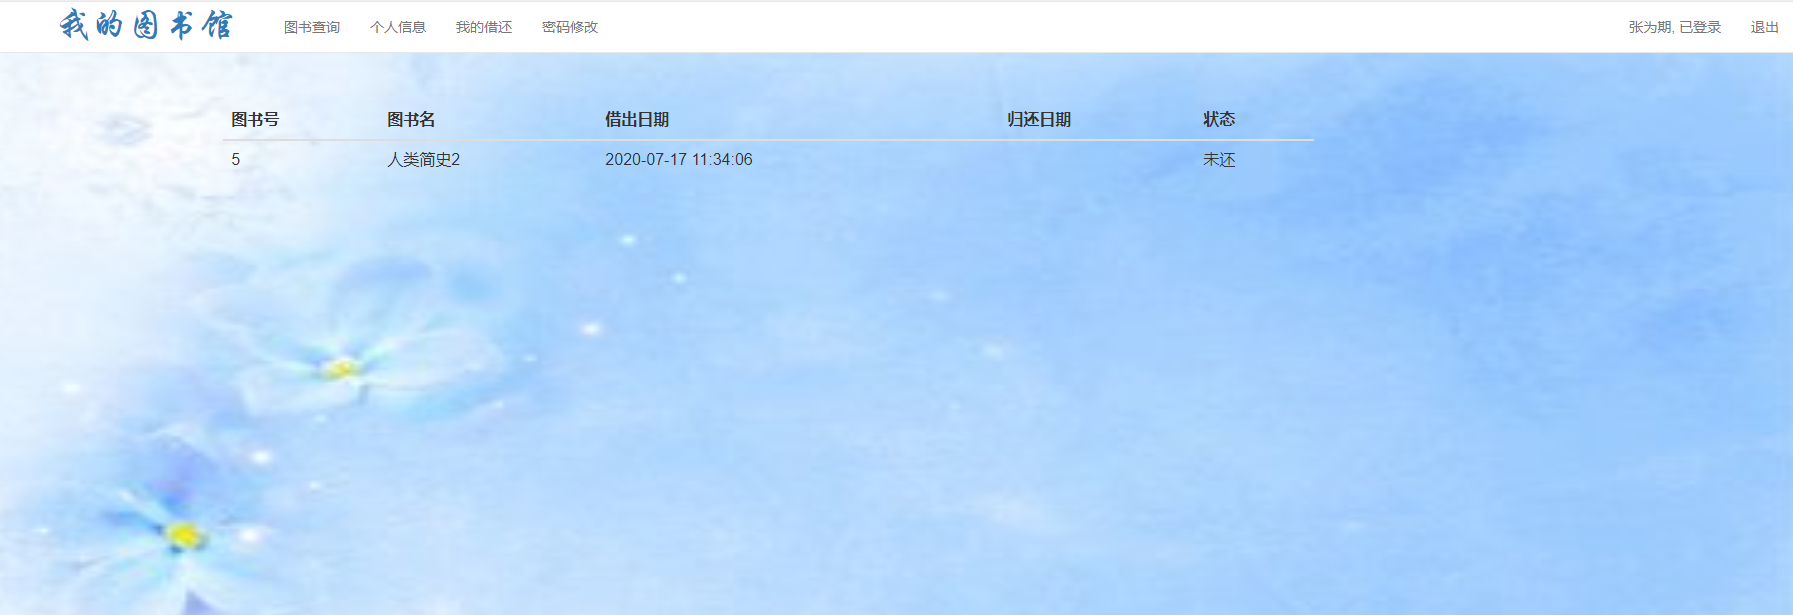 我的图书馆 图书查询 个人信息 我的借还 密码修改 张为期, 已登录 退出
图书号 图书名 借出日期 归还日期 状态
5 人类简史2 2020-07-17 11:34:06 未还